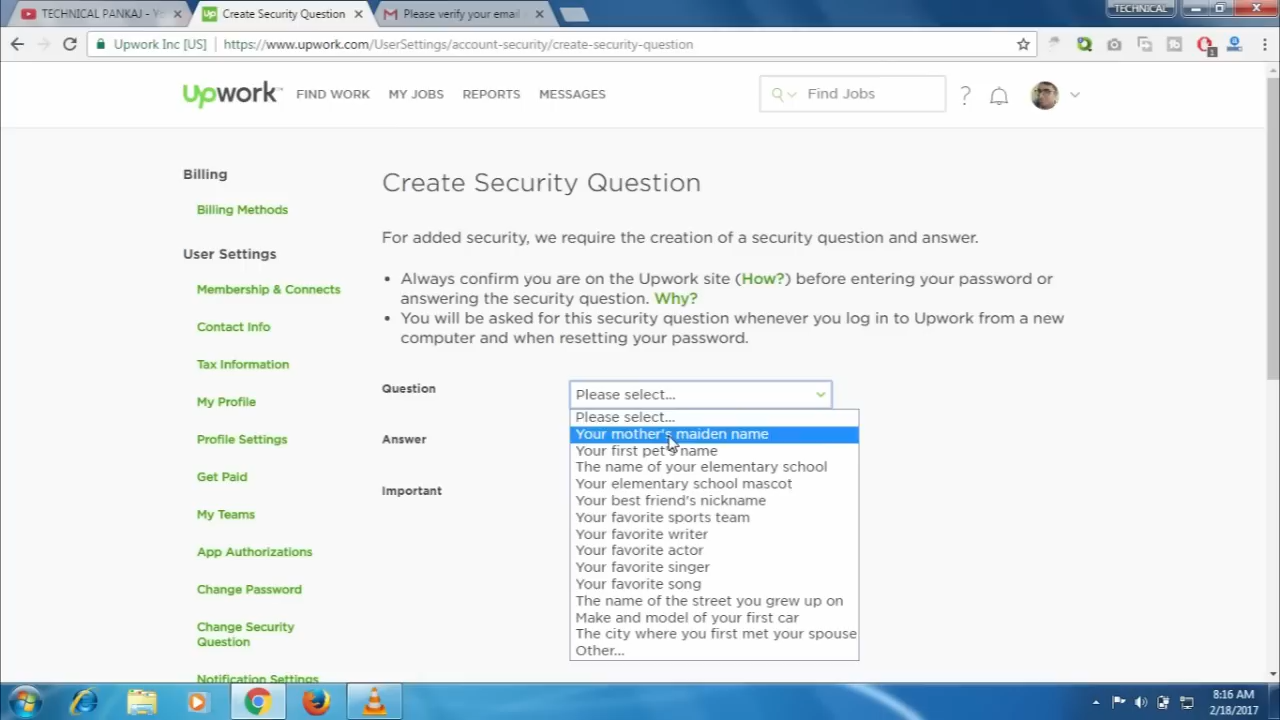 TECHNICAL PANKAJ - Yo
Create Security Question
Please verify your email
TECHNICAL
Upwork Inc [US]
https://www.upwork.com/UserSettings/account-security/create-security-question
1
upwork
FIND WORK
MY JOBS
REPORTS
MESSAGES
Find Jobs
?
Billing
Billing Methods
User Settings
Membership & Connects
Contact Info
Tax Information
My Profile
Profile Settings
Get Paid
My Teams
App Authorizations
Change Password
Change Security
Question
Notification Settings
Create Security Question
For added security, we require the creation of a security question and answer.
• Always confirm you are on the Upwork site (How?) before entering your password or
answering the security question. Why?
• You will be asked for this security question whenever you log in to Upwork from a new
computer and when resetting your password.
Question
Please select...
Please select...
Your mother's maiden name
Your first pet's name
The name of your elementary school
Your elementary school mascot
Your best friend's nickname
Your favorite sports team
Your favorite writer
Your favorite actor
Your favorite singer
Your favorite song
The name of the street you grew up on
Make and model of your first car
The city where you first met your spouse
Other...
Answer
Important
8:16 AM
2/18/2017